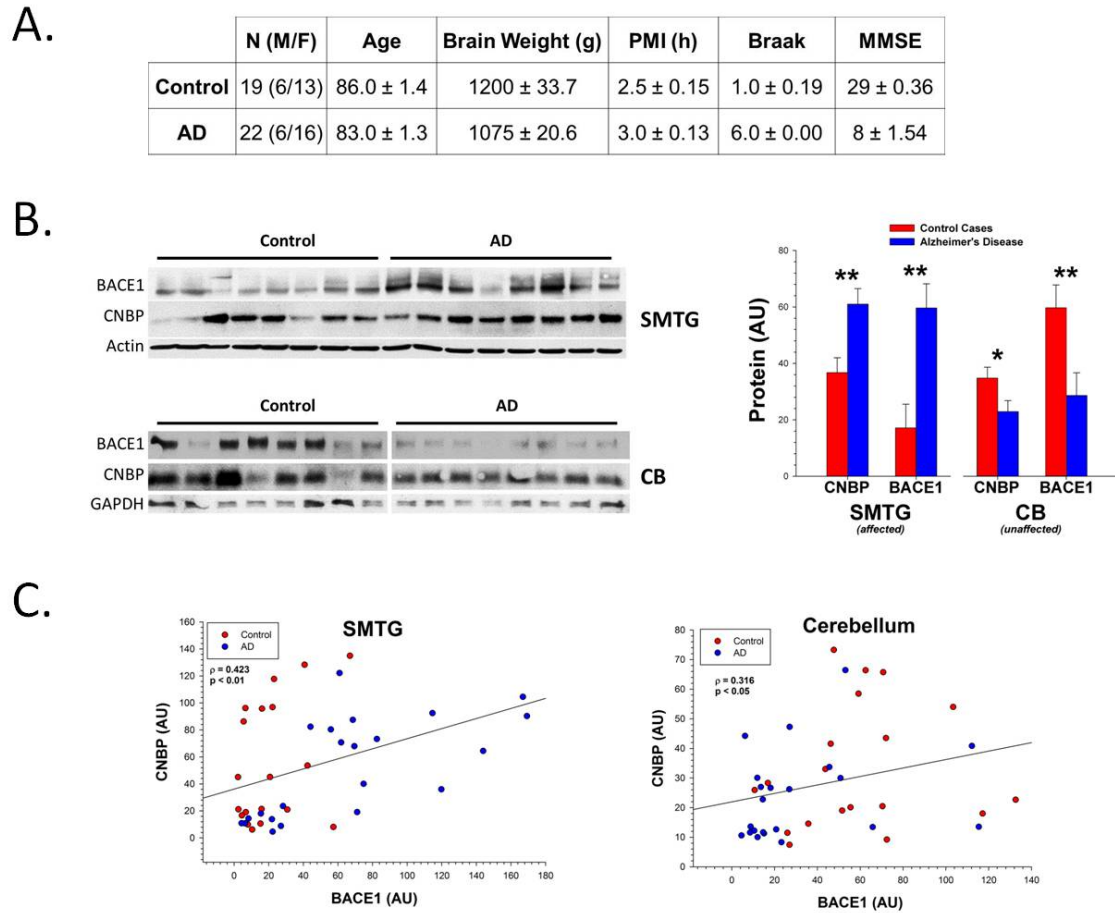 A.
N (M/F) Age Brain Weight (g) PMI (h) Braak MMSE
Control 19 (6/13) 86.0 ± 1.4 1200 ± 33.7 2.5 ± 0.15 1.0 ± 0.19 29 ± 0.36
AD 22 (6/16) 83.0 ± 1.3 1075 ± 20.6 3.0 ± 0.13 6.0 ± 0.00 8 ± 1.54
B.
Control AD
BACE1
CNBP
Actin
SMTG
Control AD
BACE1
CNBP
GAPDH
CB
Control Cases
Alzheimer's Disease
Protein (AU)
80
60
40
20
0
** ** * **
CNBP BACE1 CNBP BACE1
SMTG CB
(affected) (unaffected)
C.
SMTG
Control
AD
ρ = 0.423
p < 0.01
CNBP (AU)
160
140
120
100
80
60
40
20
0
0 20 40 60 80 100 120 140 160 180
BACE1 (AU)
Cerebellum
Control
AD
ρ = 0.316
p < 0.05
CNBP (AU)
80
70
60
50
40
30
20
10
0
0 20 40 60 80 100 120 140
BACE1 (AU)